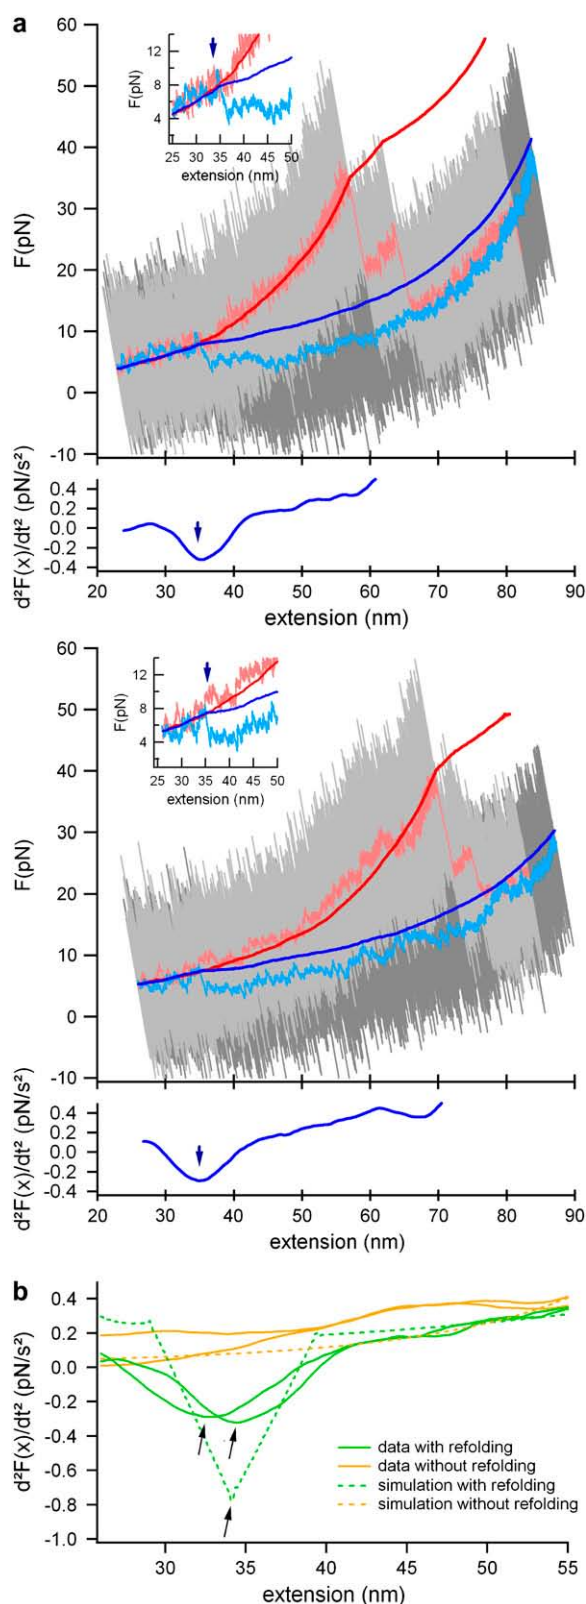 a
60
50
40
30
20
10
0
-10
F(pN)
12
8
4
F(pN)
25 30 35 40 45 50
extension (nm)
0.4
0.2
0.0
-0.2
-0.4
d²F(x)/dt² (pN/s²)
20 30 40 50 60 70 80 90
extension (nm)
60
50
40
30
20
10
0
-10
F(pN)
12
8
4
F(pN)
25 30 35 40 45 50
extension (nm)
0.4
0.2
0.0
-0.2
-0.4
d²F(x)/dt² (pN/s²)
20 30 40 50 60 70 80 90
extension (nm)
b
0.4
0.2
0.0
-0.2
-0.4
-0.6
-0.8
-1.0
d²F(x)/dt² (pN/s²)
data with refolding
data without refolding
simulation with refolding
simulation without refolding
30 35 40 45 50 55
extension (nm)